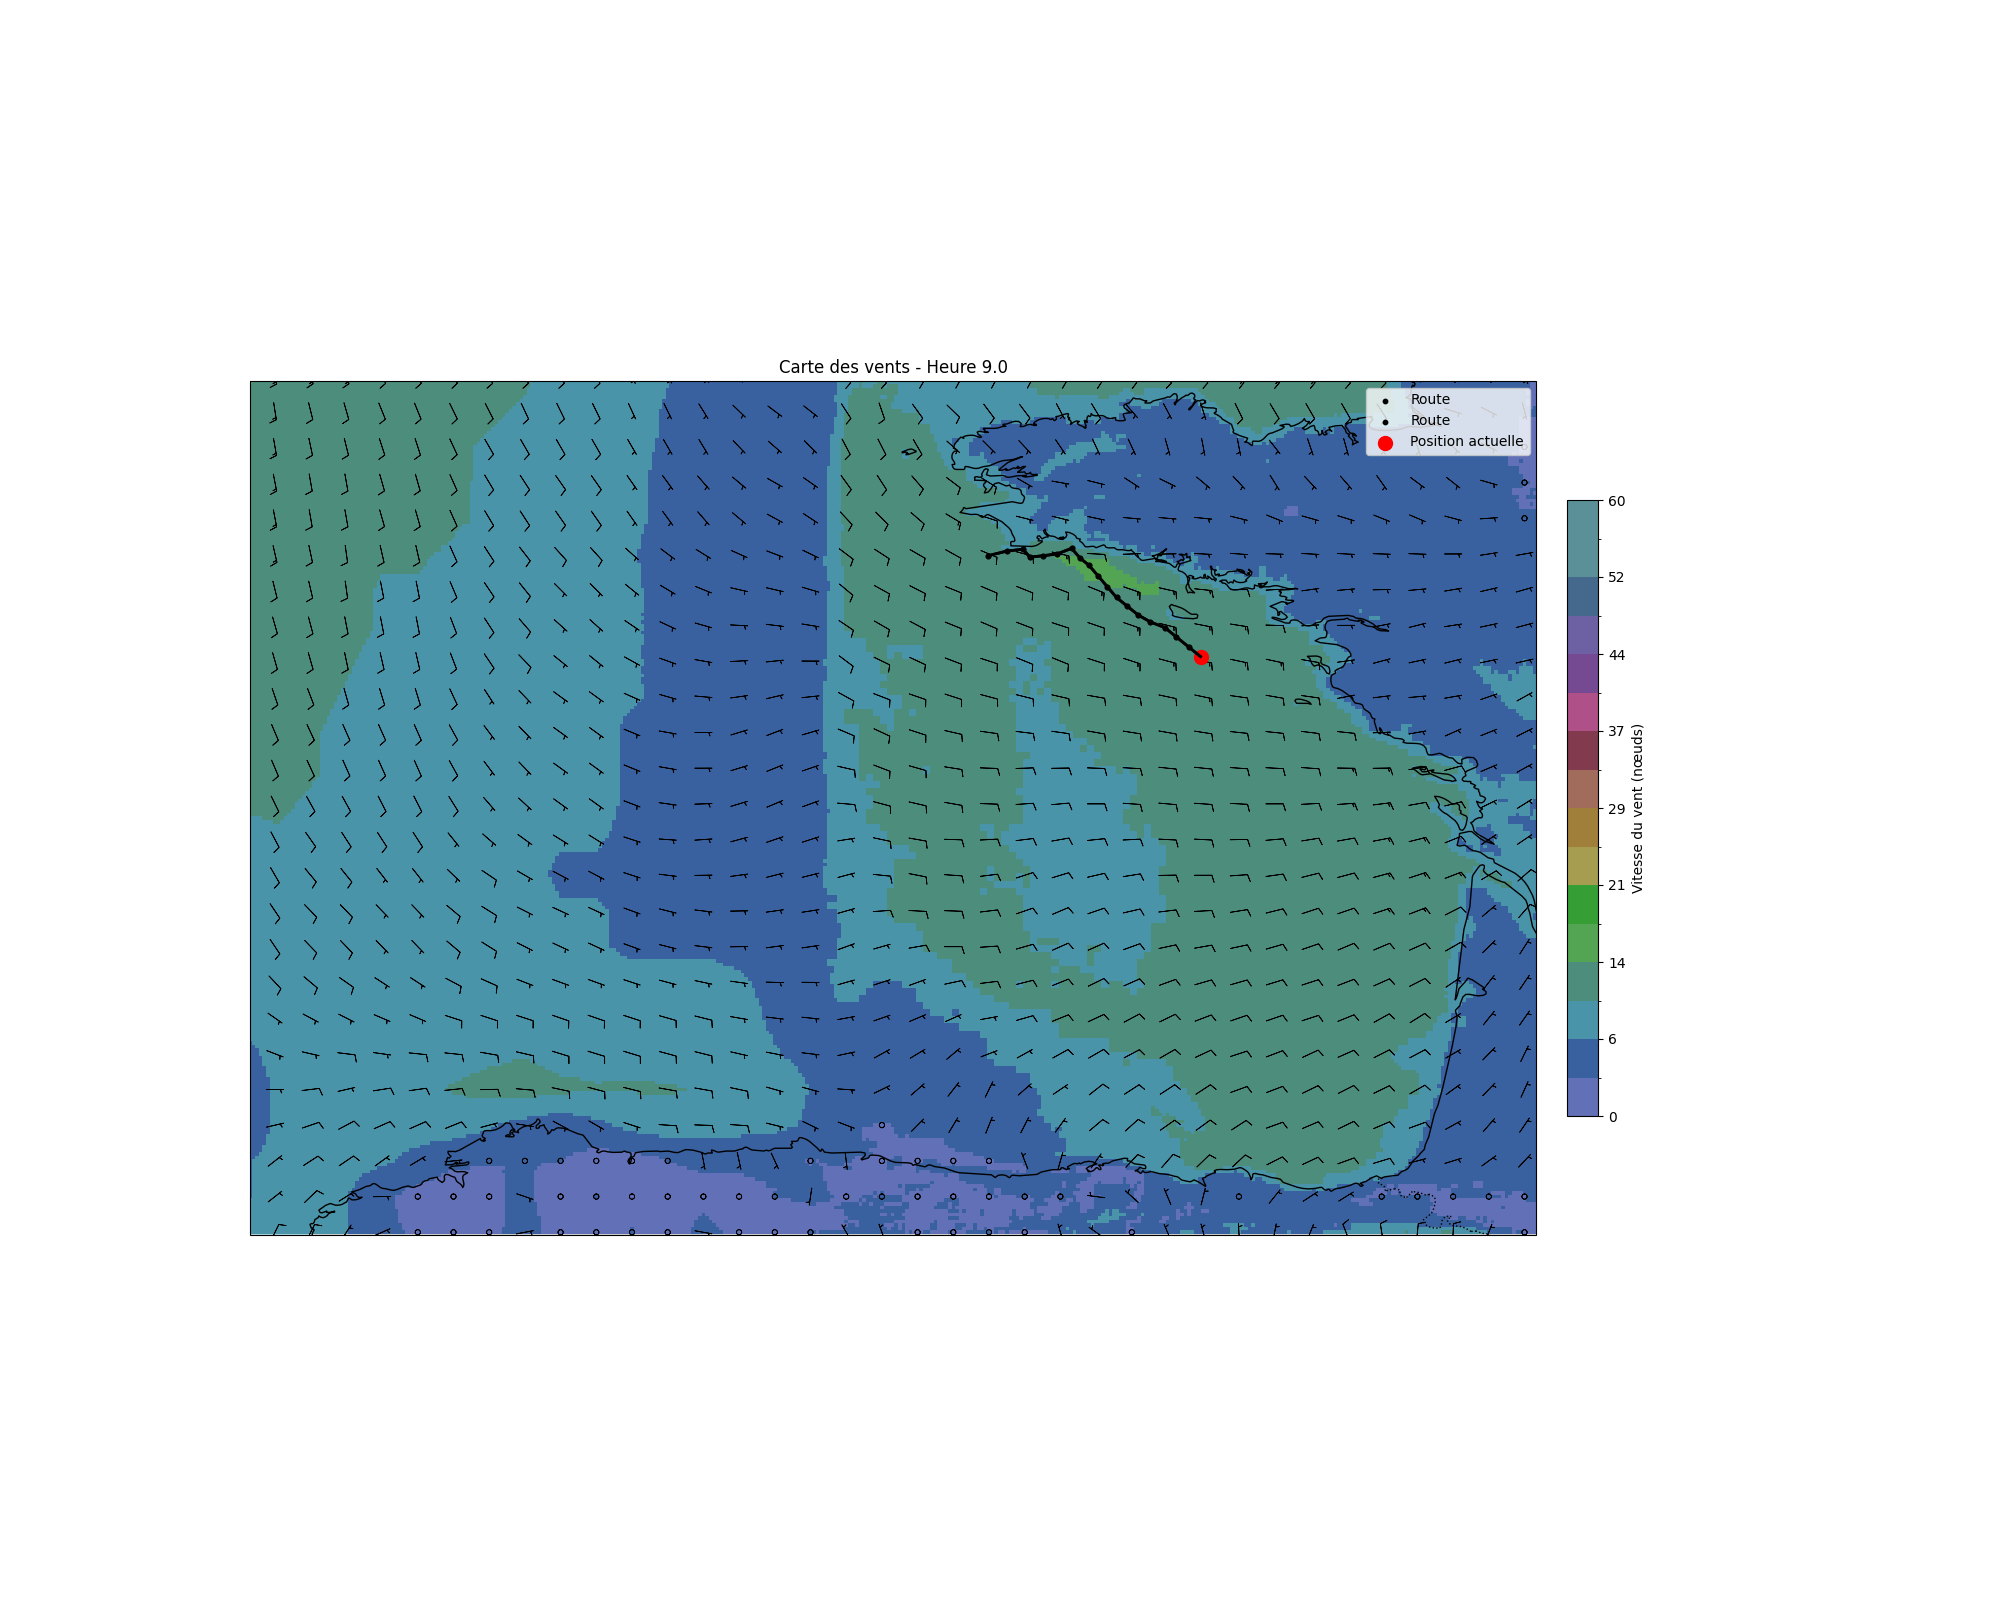 Carte des vents - Heure 9.0
Route
Route
Position actuelle
60
52
44
37
29
21
14
6
0
Vitesse du vent (nœuds)